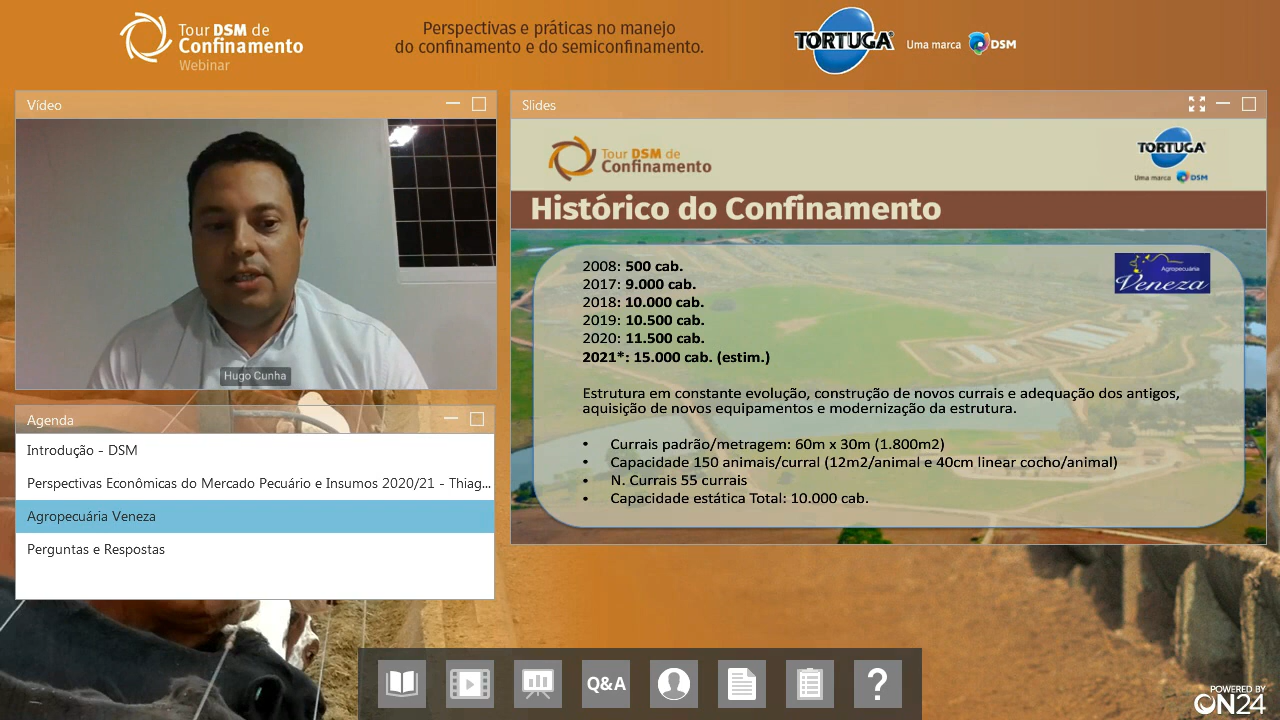 Tour DSM de
Confinamento
Webinar
Perspectivas e práticas no manejo
do confinamento e do semiconfinamento.
TORTUGA
Uma marca DSM
Vídeo
Hugo Cunha
Agenda
Introdução - DSM
Perspectivas Econômicas do Mercado Pecuário e Insumos 2020/21 - Thiag...
Agropecuária Veneza
Perguntas e Respostas
Slides
Tour DSM de
Confinamento
TORTUGA
Uma marca DSM
Histórico do Confinamento
Agropecuária
Veneza
2008: 500 cab.
2017: 9.000 cab.
2018: 10.000 cab.
2019: 10.500 cab.
2020: 11.500 cab.
2021*: 15.000 cab. (estim.)
Estrutura em constante evolução, construção de novos currais e adequação dos antigos,
aquisição de novos equipamentos e modernização da estrutura.
• Currais padrão/metragem: 60m x 30m (1.800m2)
• Capacidade 150 animais/curral (12m2/animal e 40cm linear cocho/animal)
• N. Currais 55 currais
• Capacidade estática Total: 10.000 cab.
Q&A
?
POWERED BY
ON24